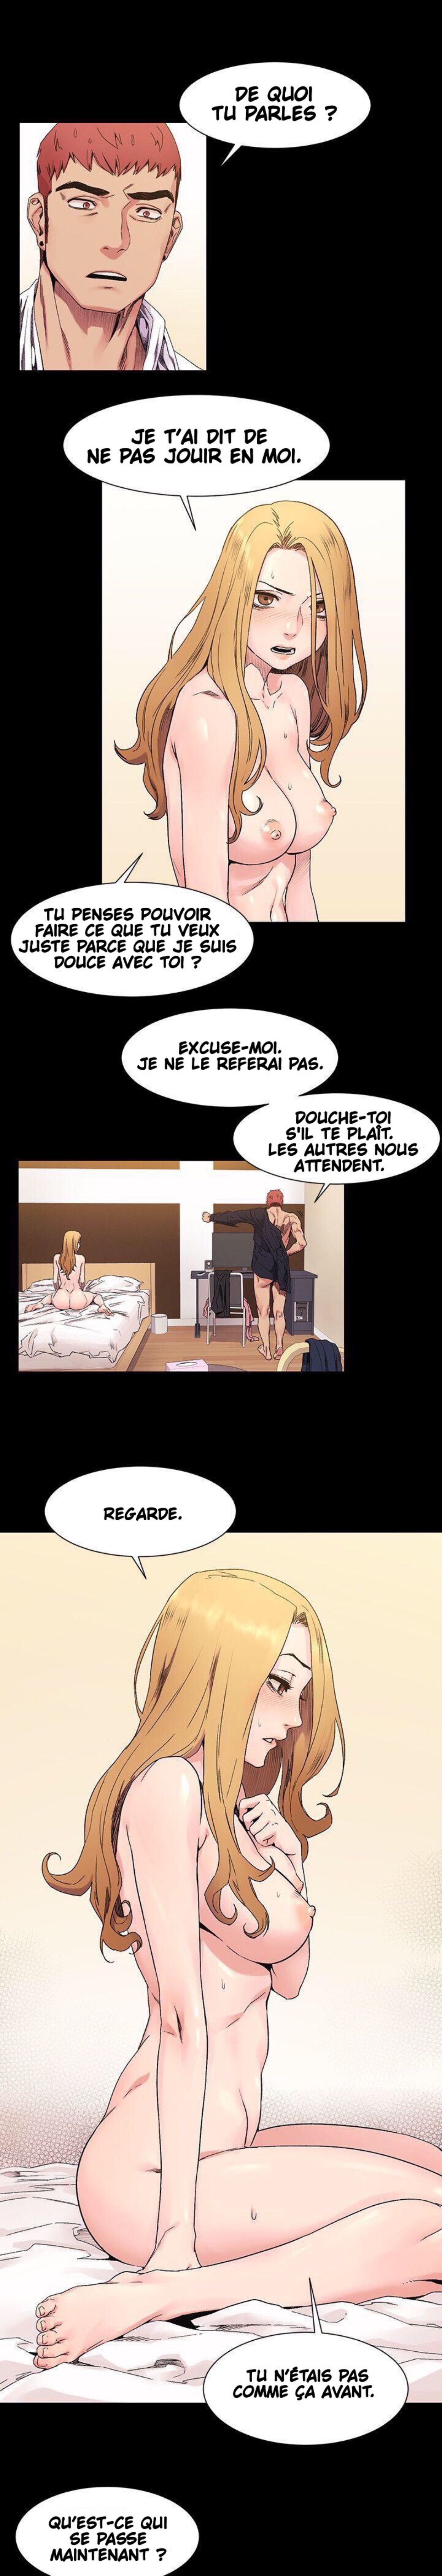 DE QUOI
TU PARLES ?
JE T'AI DIT DE
NE PAS JOUIR EN MOI.
TU PENSES POUVOIR
FAIRE CE QUE TU VEUX
JUSTE PARCE QUE JE SUIS
DOUCE AVEC TOI ?
EXCUSE-MOI.
JE NE LE REFERAI PAS.
DOUCHE-TOI
S'IL TE PLAÎT.
LES AUTRES NOUS
ATTENDENT.
REGARDE.
TU N'ÉTAIS PAS
COMME ÇA AVANT.
QU'EST-CE QUI
SE PASSE
MAINTENANT ?